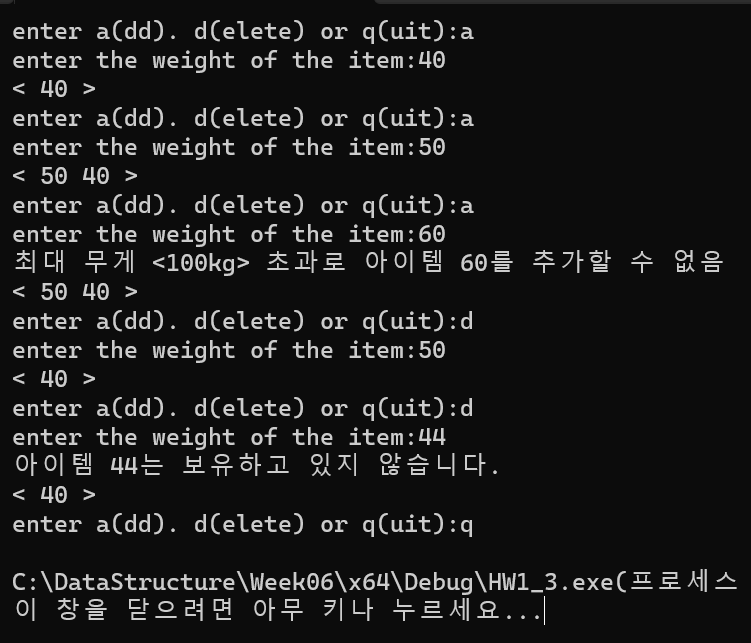 enter a(dd). d(elete) or q(uit):a
enter the weight of the item:40
< 40 >
enter a(dd). d(elete) or q(uit):a
enter the weight of the item:50
< 50 40 >
enter a(dd). d(elete) or q(uit):a
enter the weight of the item:60
최대 무게 <100kg> 초과로 아이템 60를 추가할 수 없음
< 50 40 >
enter a(dd). d(elete) or q(uit):d
enter the weight of the item:50
< 40 >
enter a(dd). d(elete) or q(uit):d
enter the weight of the item:44
아이템 44는 보유하고 있지 않습니다.
< 40 >
enter a(dd). d(elete) or q(uit):q
C:\DataStructure\Week06\x64\Debug\HW1_3.exe(프로세스
이 창을 닫으려면 아무 키나 누르세요...